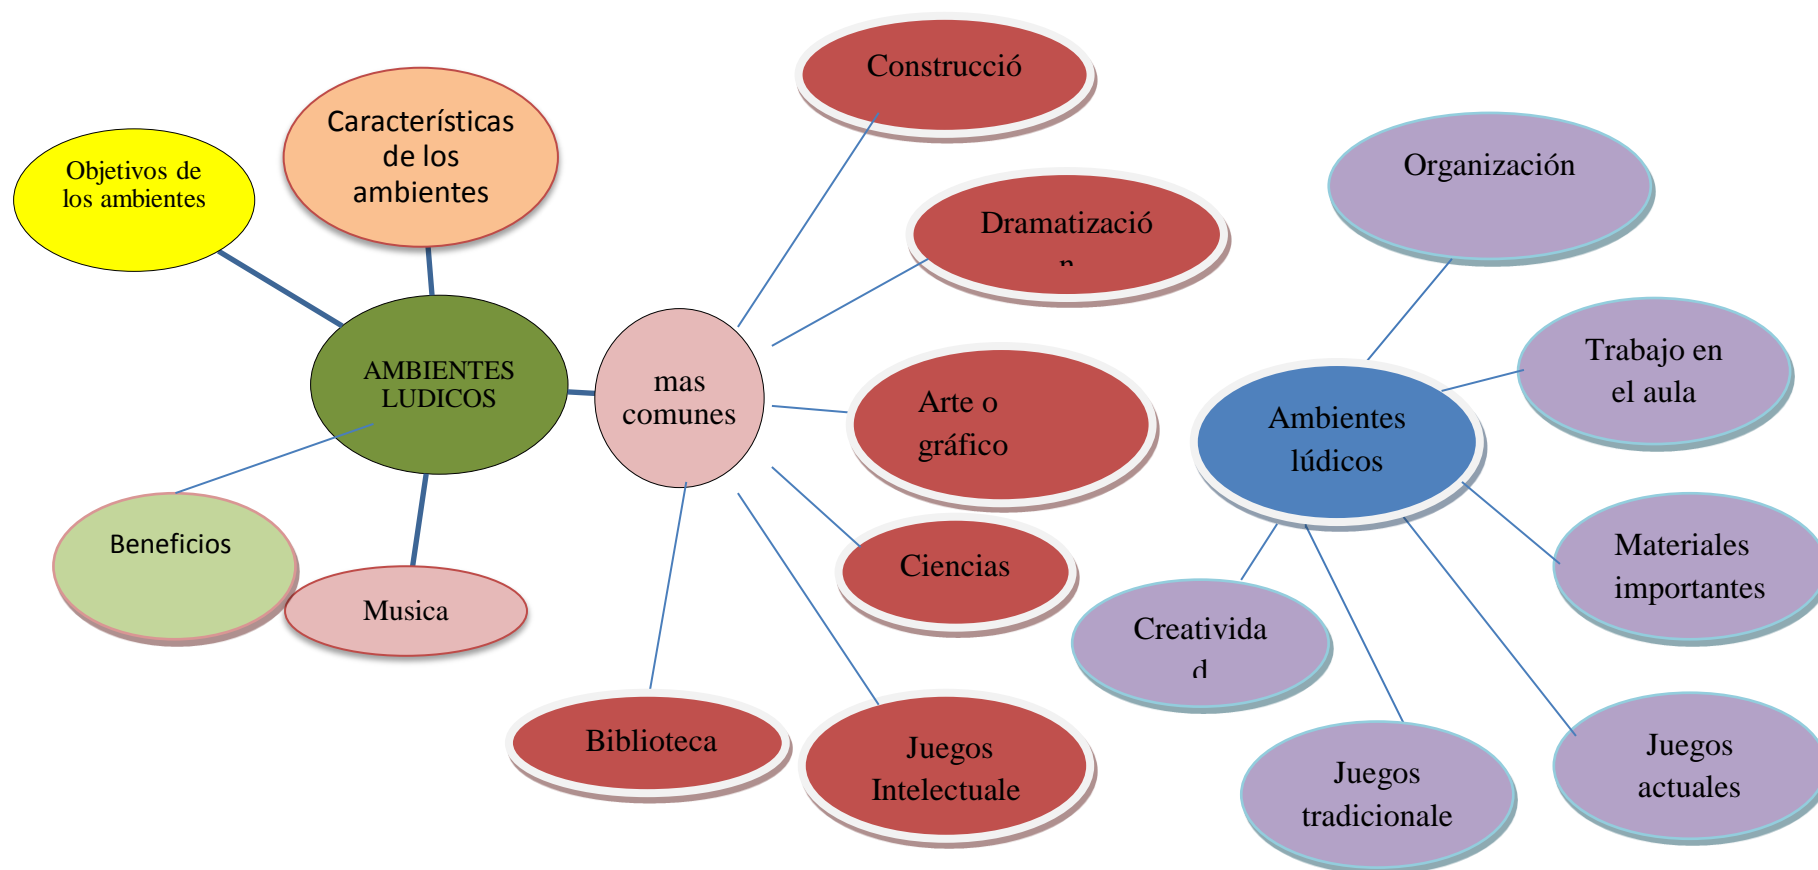 Construcció
Características
de los
ambientes
Objetivos de
los ambientes
Organización
Dramatizació
n
AMBIENTES
LUDICOS
mas
comunes
Arte o
gráfico
Ambientes
lúdicos
Trabajo en
el aula
Beneficios
Musica
Ciencias
Materiales
importantes
Creativida
d
Biblioteca
Juegos
Intelectuale
Juegos
tradicionale
Juegos
actuales